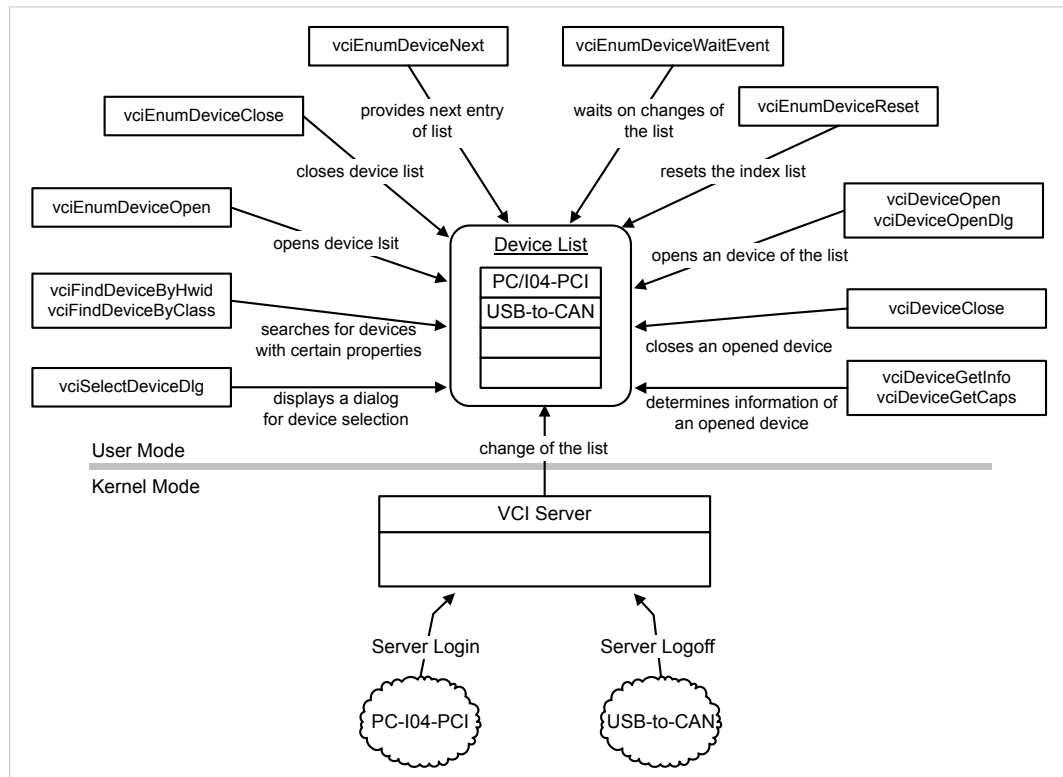 vciEnumDeviceNext
vciEnumDeviceWaitEvent
vciEnumDeviceClose
provides next entry
of list
waits on changes of
the list
vciEnumDeviceReset
closes device list
resets the index list
vciEnumDeviceOpen
vciDeviceOpen
vciDeviceOpenDlg
opens device lsit
Device List
opens an device of the list
PC/I04-PCI
USB-to-CAN
vciFindDeviceByHwid
vciFindDeviceByClass
searches for devices
with certain properties
vciDeviceClose
closes an opened device
vciSelectDeviceDlg
displays a dialog
for device selection
vciDeviceGetInfo
vciDeviceGetCaps
determines information of
an opened device
User Mode
change of the list
Kernel Mode
VCI Server
Server Login
Server Logoff
PC-I04-PCI
USB-to-CAN